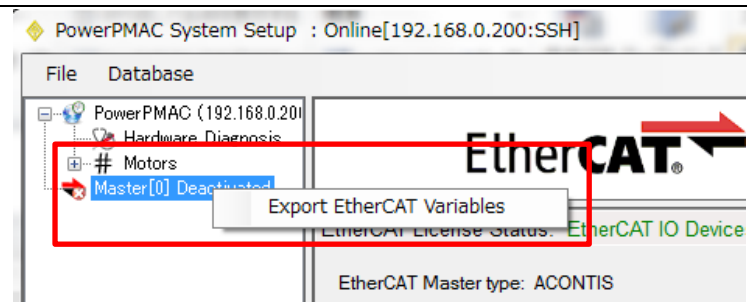 PowerPMAC System Setup : Online[192.168.0.200:SSH]
File Database
PowerPMAC (192.168.0.20
Hardware Diagnosis
# Motors
Master[0] Deactivated
Export EtherCAT Variables
EtherCAT®
EtherCAT License Status: EtherCAT IO Device
EtherCAT Master type: ACONTIS